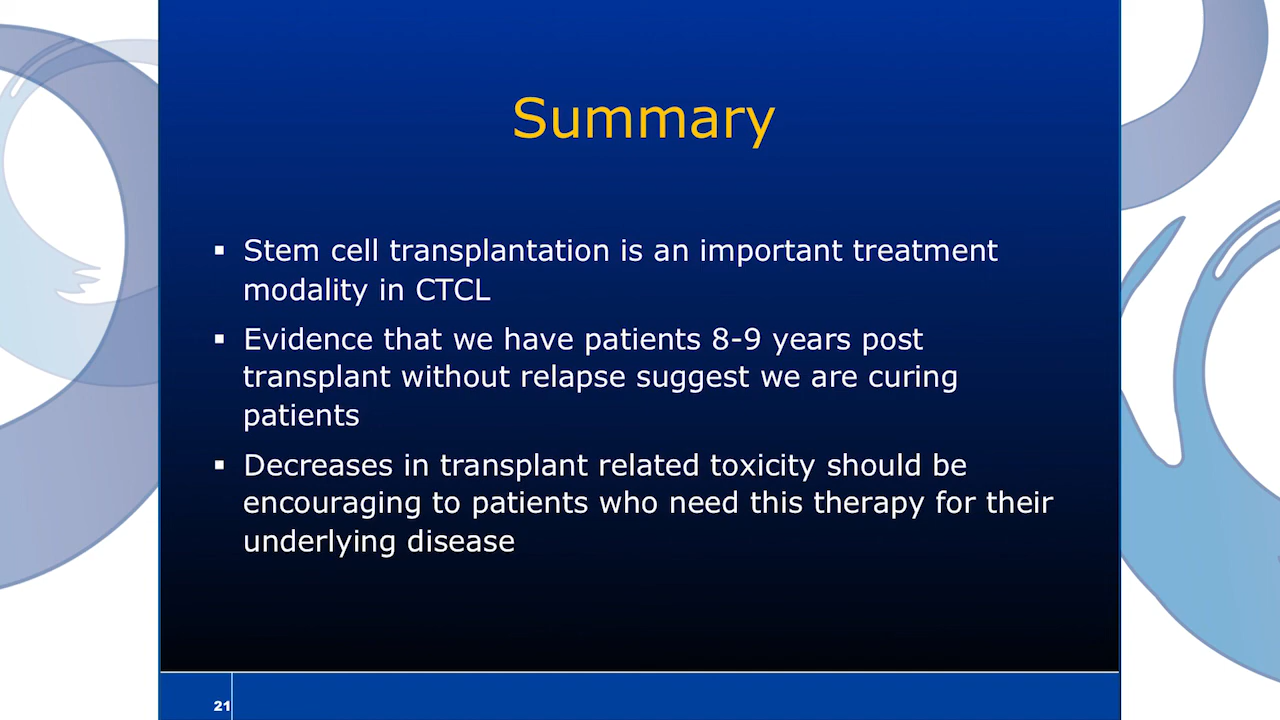 Summary
▪ Stem cell transplantation is an important treatment
modality in CTCL
▪ Evidence that we have patients 8-9 years post
transplant without relapse suggest we are curing
patients
▪ Decreases in transplant related toxicity should be
encouraging to patients who need this therapy for their
underlying disease
21